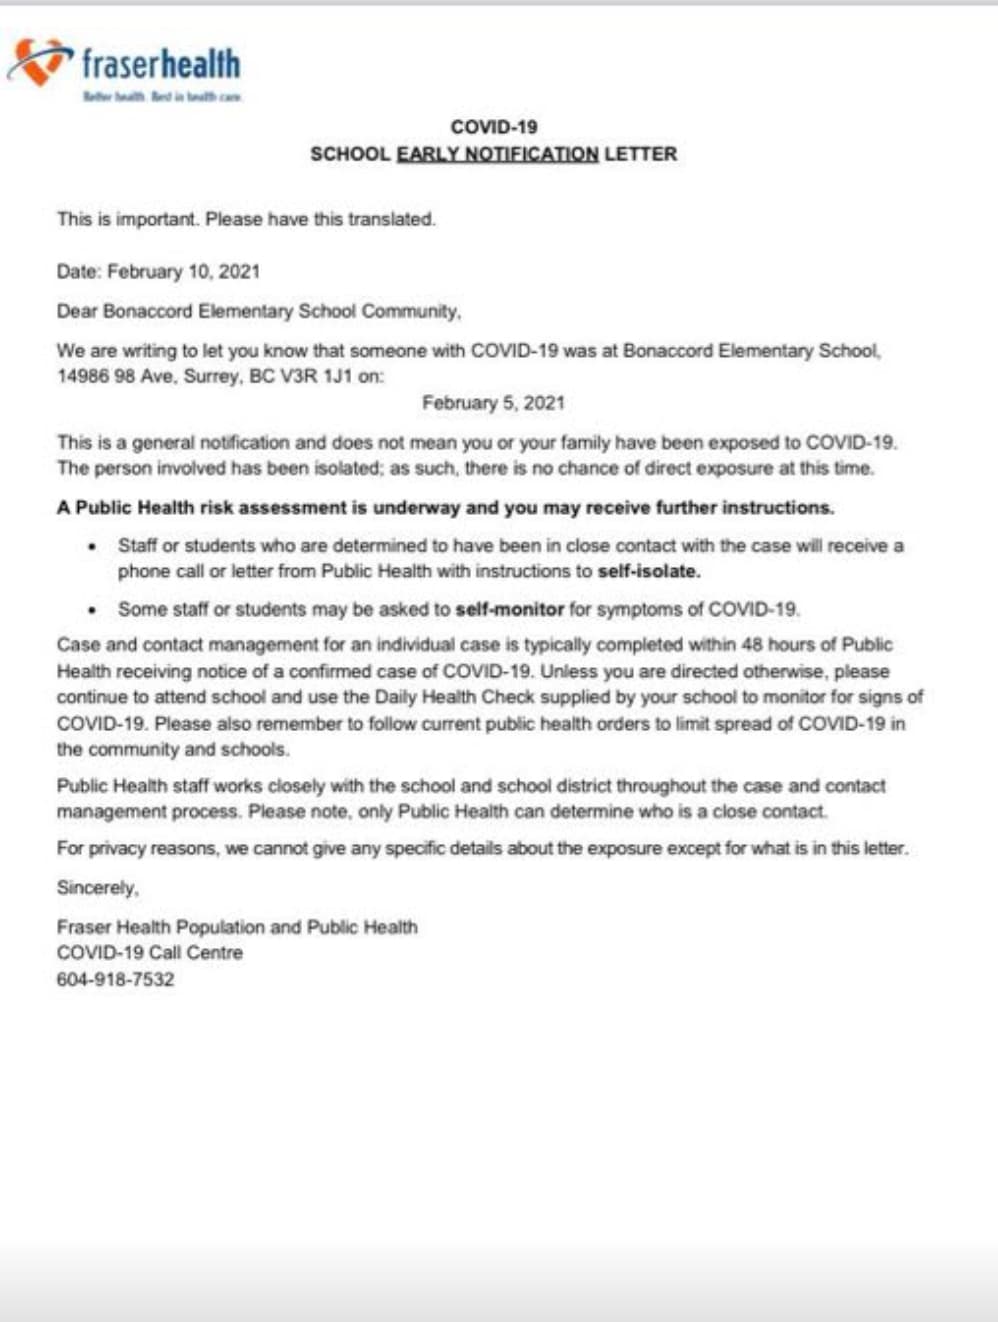 fraserhealth
Better health. Best in health care.
COVID-19
SCHOOL EARLY NOTIFICATION LETTER
This is important. Please have this translated.
Date: February 10, 2021
Dear Bonaccord Elementary School Community,
We are writing to let you know that someone with COVID-19 was at Bonaccord Elementary School,
14986 98 Ave, Surrey, BC V3R 1J1 on:
February 5, 2021
This is a general notification and does not mean you or your family have been exposed to COVID-19.
The person involved has been isolated; as such, there is no chance of direct exposure at this time.
A Public Health risk assessment is underway and you may receive further instructions.
• Staff or students who are determined to have been in close contact with the case will receive a
phone call or letter from Public Health with instructions to self-isolate.
• Some staff or students may be asked to self-monitor for symptoms of COVID-19.
Case and contact management for an individual case is typically completed within 48 hours of Public
Health receiving notice of a confirmed case of COVID-19. Unless you are directed otherwise, please
continue to attend school and use the Daily Health Check supplied by your school to monitor for signs of
COVID-19. Please also remember to follow current public health orders to limit spread of COVID-19 in
the community and schools.
Public Health staff works closely with the school and school district throughout the case and contact
management process. Please note, only Public Health can determine who is a close contact.
For privacy reasons, we cannot give any specific details about the exposure except for what is in this letter.
Sincerely,
Fraser Health Population and Public Health
COVID-19 Call Centre
604-918-7532